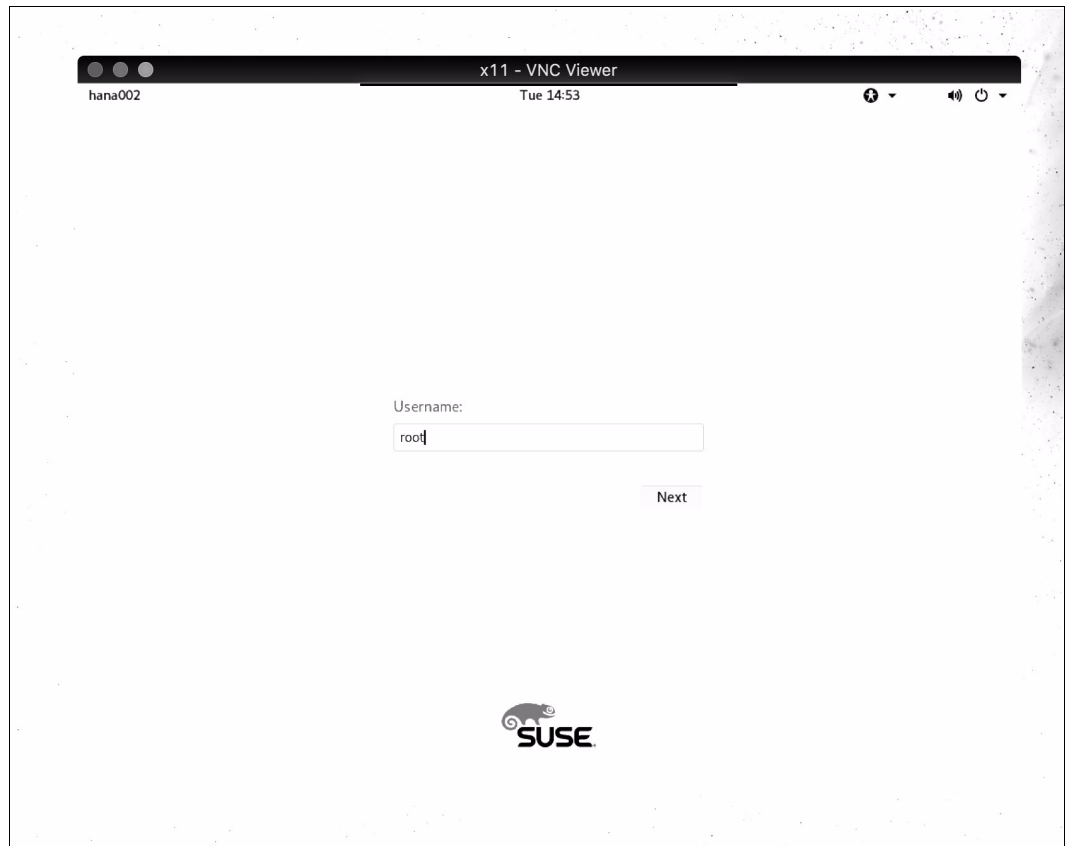 x11 - VNC Viewer
hana002 Tue 14:53
Username:
root
Next
SUSE